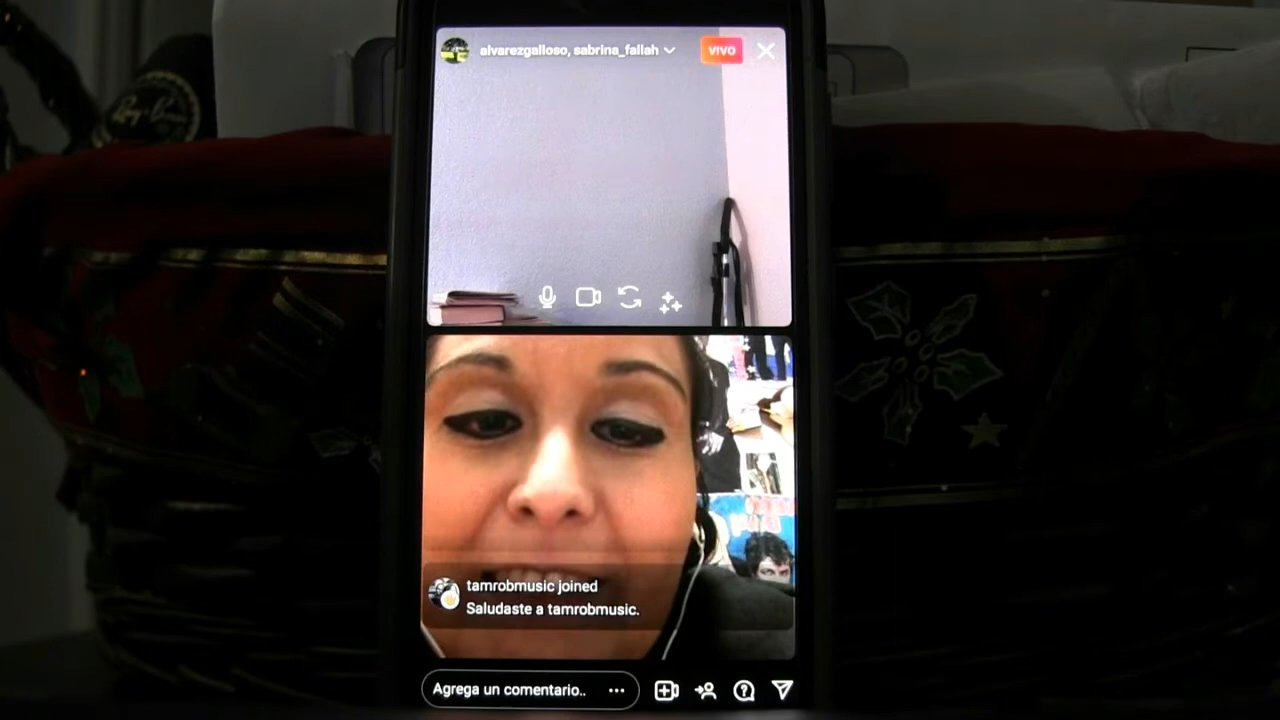 alvarezgalloso, sabrina_fallah
VIVO
tamrobmusic joined
Saludaste a tamrobmusic.
Agrega un comentario..